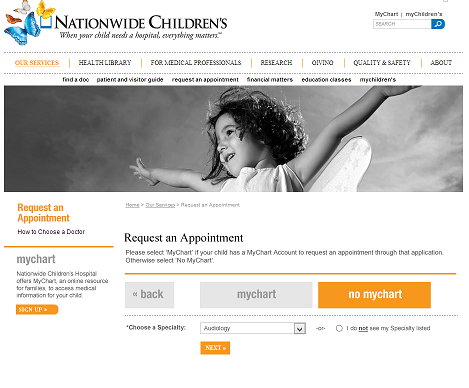 NATIONWIDE CHILDREN'S
When your child needs a hospital, everything matters.™
MyChart | myChildren's
SEARCH
OUR SERVICES HEALTH LIBRARY FOR MEDICAL PROFESSIONALS RESEARCH GIVING QUALITY & SAFETY ABOUT
find a doc patient and visitor guide request an appointment financial matters education classes mychildren's
Request an
Appointment
How to Choose a Doctor
mychart
Nationwide Children's Hospital
offers MyChart, an online resource
for families, to access medical
information for your child.
SIGN UP »
Home > Our Services > Request an Appointment
Request an Appointment
Please select 'MyChart' if your child has a MyChart Account to request an appointment through that application.
Otherwise select 'No MyChart'.
« back mychart no mychart
*Choose a Specialty: Audiology -or- I do not see my Specialty listed
NEXT »